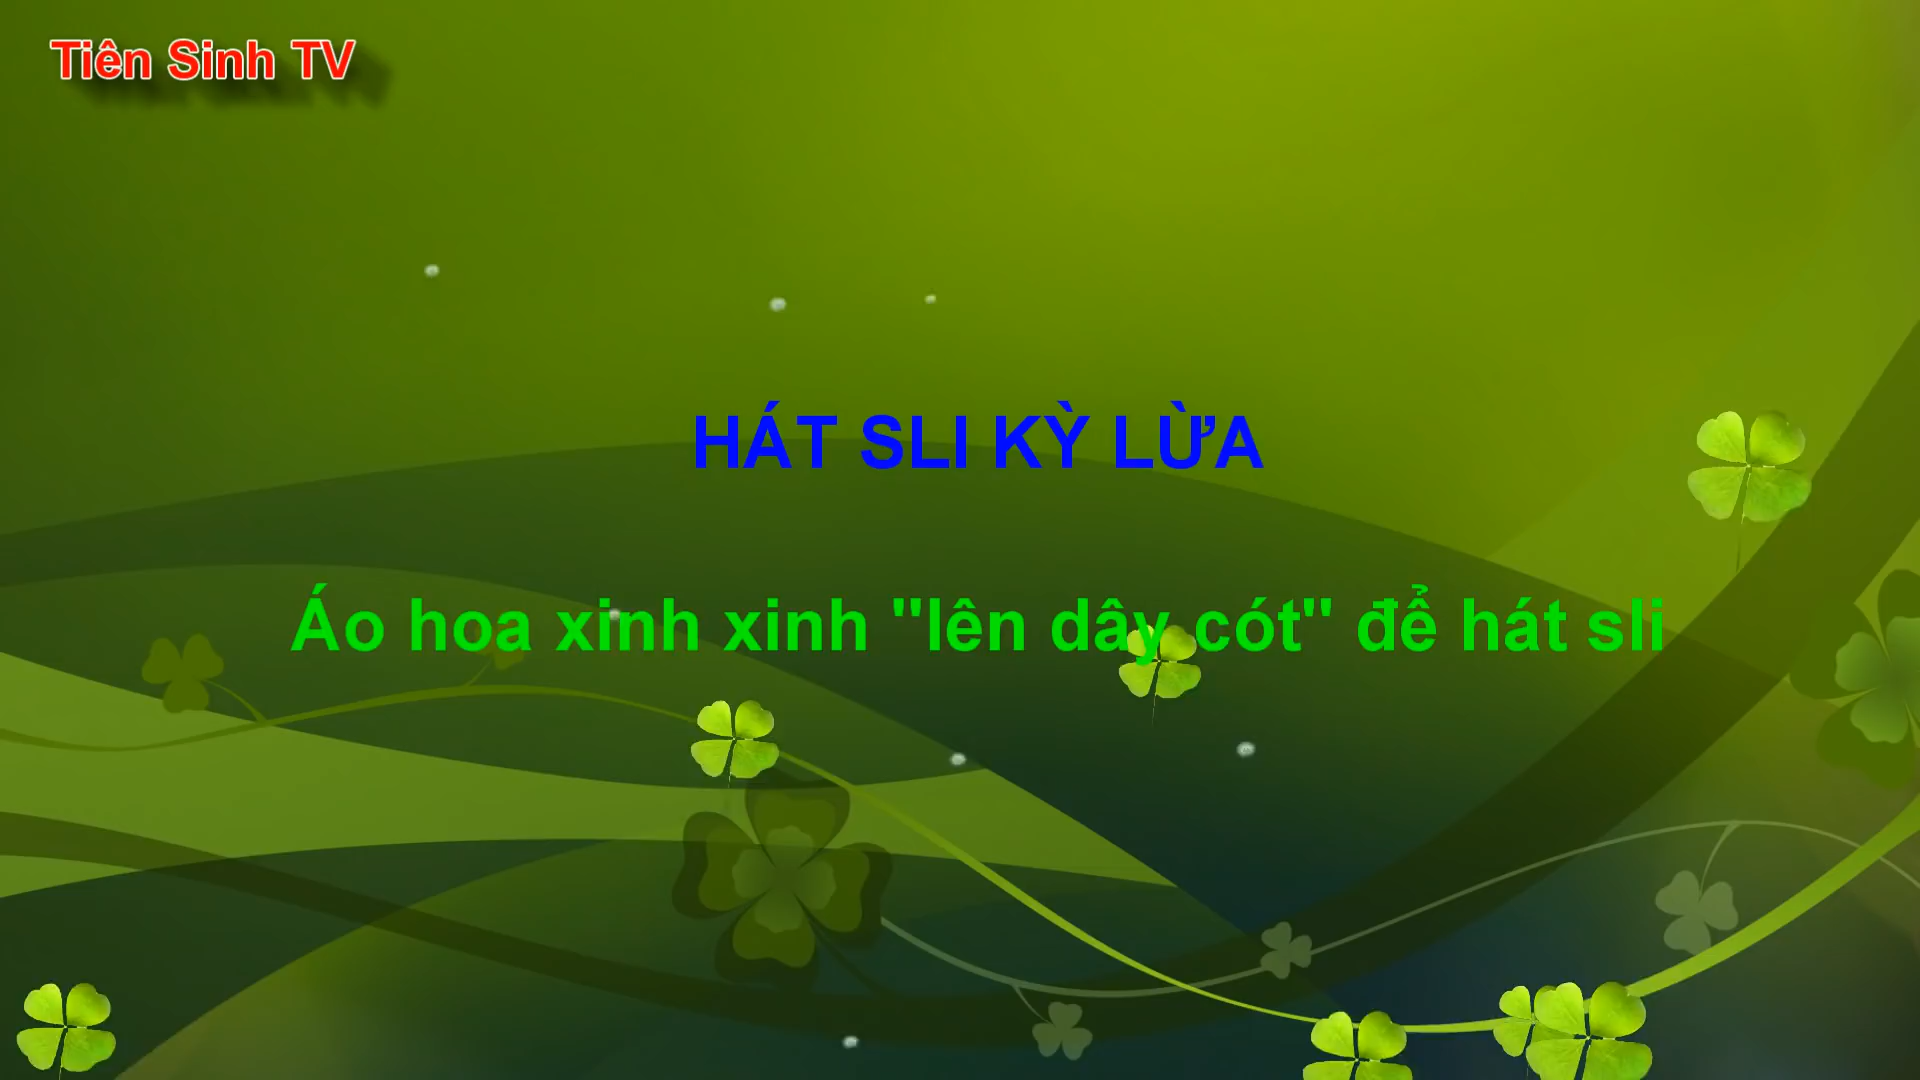 Tiên Sinh TV
HÁT SLI KỲ LỪA
Áo hoa xinh xinh "lên dây cót" để hát sli